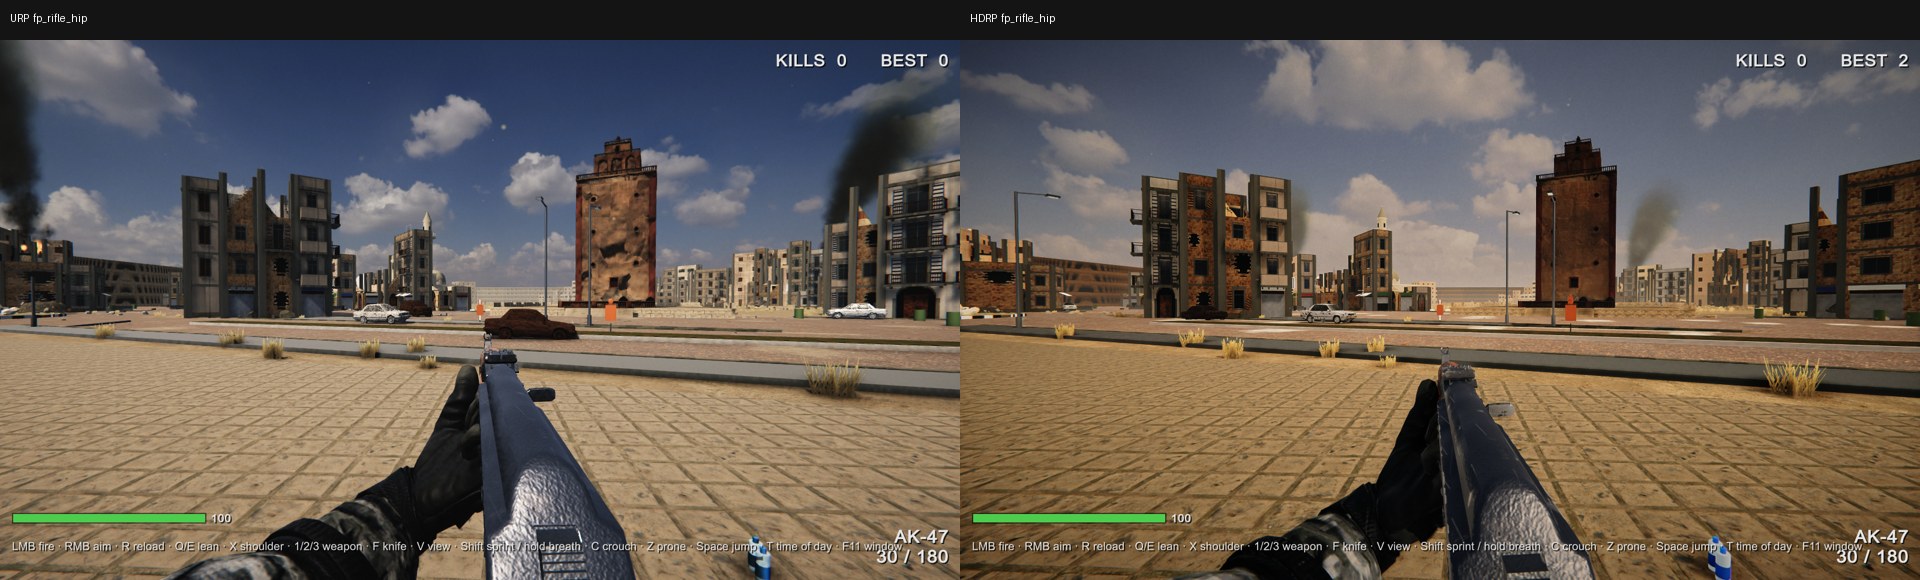 URP fp_rifle_hip
KILLS 0 BEST 0
100
AK-47
LMB fire · RMB aim · R reload · Q/E lean · X shoulder · 1/2/3 weapon · F knife · V view · Shift sprint / hold breath · C crouch · Z prone · Space jump · T time of day · F11 window
30 / 180
HDRP fp_rifle_hip
KILLS 0 BEST 2
100
AK-47
LMB fire · RMB aim · R reload · Q/E lean · X shoulder · 1/2/3 weapon · F knife · V view · Shift sprint / hold breath · C crouch · Z prone · Space jump · T time of day · F11 window
30 / 180